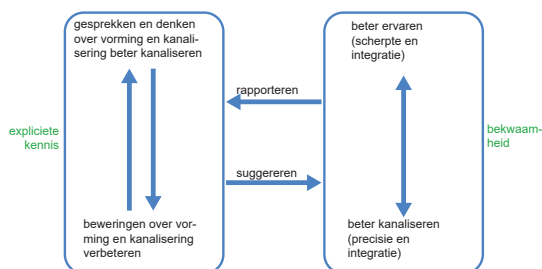 gesprekken en denken
over vorming en kanali-
sering beter kanaliseren
beter ervaren
(scherpte en
integratie)
rapporteren
expliciete
kennis
bekwaam-
heid
suggereren
beweringen over vor-
ming en kanalisering
verbeteren
beter kanaliseren
(precisie en
integratie)